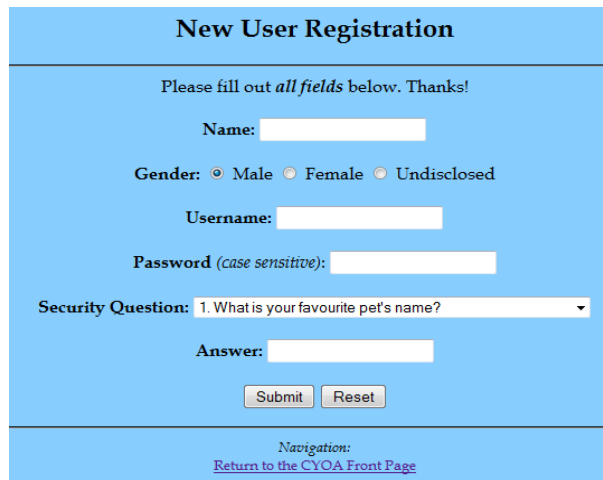 New User Registration
Please fill out all fields below. Thanks!
Name:
Gender: Male Female Undisclosed
Username:
Password (case sensitive):
Security Question: 1. What is your favourite pet's name?
Answer:
Submit Reset
Navigation:
Return to the CYOA Front Page